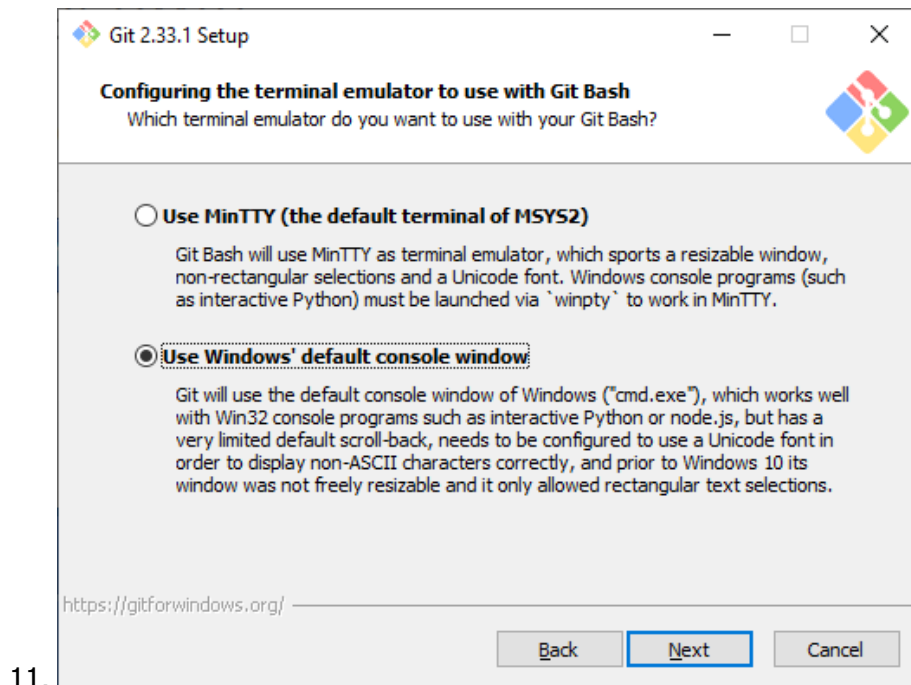 Git 2.33.1 Setup
Configuring the terminal emulator to use with Git Bash
Which terminal emulator do you want to use with your Git Bash?
Use MinTTY (the default terminal of MSYS2)
Git Bash will use MinTTY as terminal emulator, which sports a resizable window,
non-rectangular selections and a Unicode font. Windows console programs (such
as interactive Python) must be launched via `winpty` to work in MinTTY.
Use Windows' default console window
Git will use the default console window of Windows ("cmd.exe"), which works well
with Win32 console programs such as interactive Python or node.js, but has a
very limited default scroll-back, needs to be configured to use a Unicode font in
order to display non-ASCII characters correctly, and prior to Windows 10 its
window was not freely resizable and it only allowed rectangular text selections.
https://gitforwindows.org/
Back Next Cancel
11.